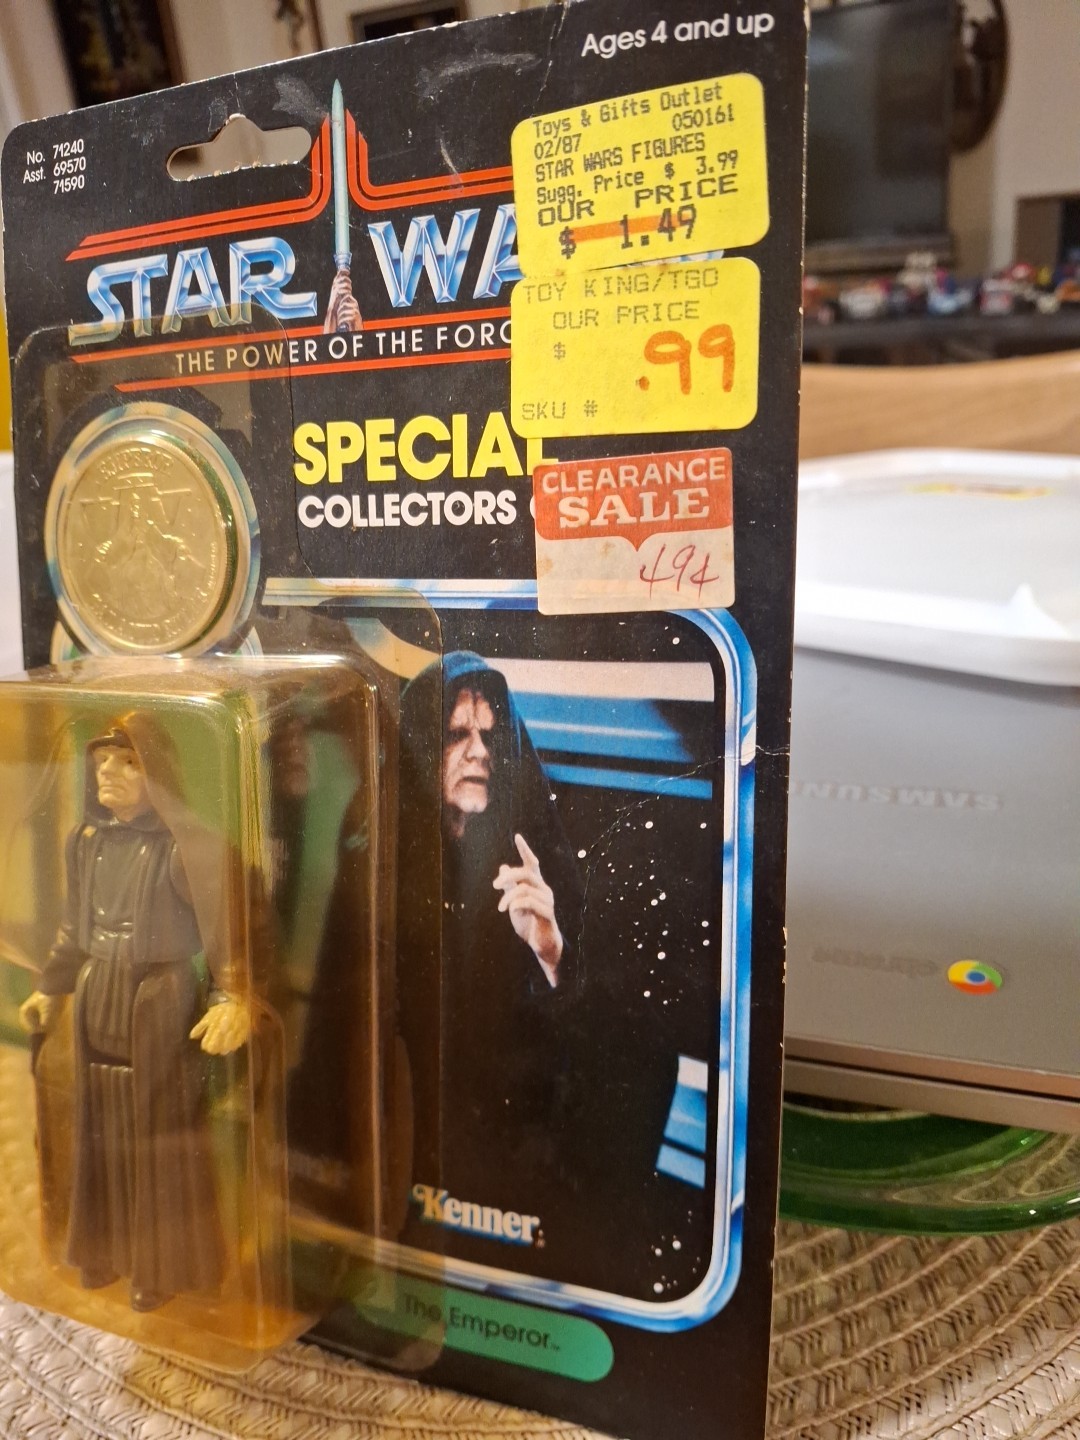 Ages 4 and up
No. 71240
Asst. 69570
71590
Toys & Gifts Outlet
02/87 050161
STAR WARS FIGURES
Sugg. Price $ 3.99
OUR PRICE
$ 1.49
STAR WA
THE POWER OF THE FORC
TOY KING/TGO
OUR PRICE
$ .99
SKU #
SPECIAL
COLLECTORS
CLEARANCE
SALE
49¢
Kenner
The Emperor™
SAMSUNG
chrome